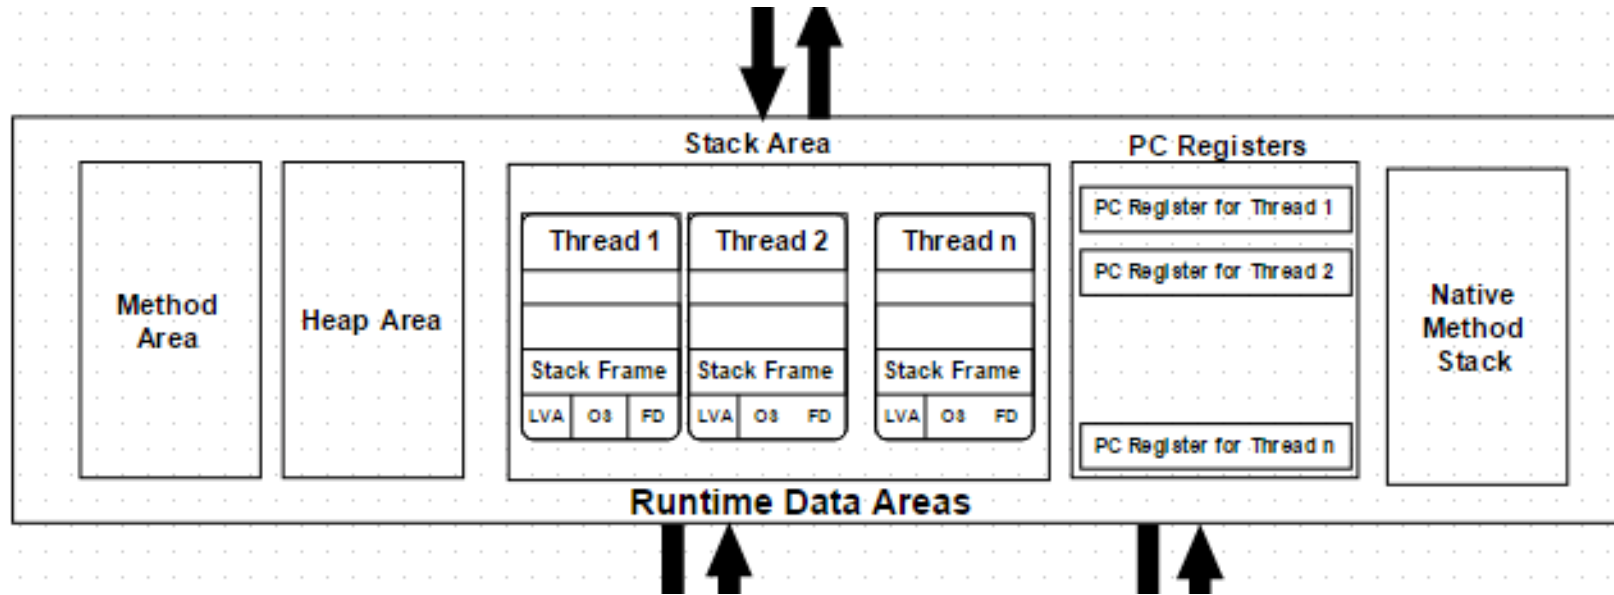 Stack Area
PC Registers
Method
Area
Heap Area
Thread 1
Stack Frame
LVA OS FD
Thread 2
Stack Frame
LVA OS FD
Thread n
Stack Frame
LVA OS FD
PC Register for Thread 1
PC Register for Thread 2
PC Register for Thread n
Native
Method
Stack
Runtime Data Areas